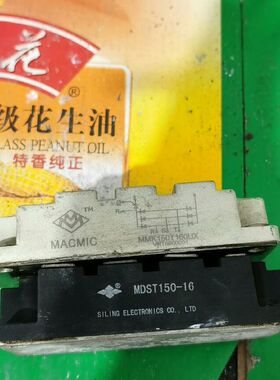 花
®
级花生油
LASS PEANUT OIL
特香纯正
TM
MACMIC
MDST150-16
SILING ELECTRONICS CO., LTD